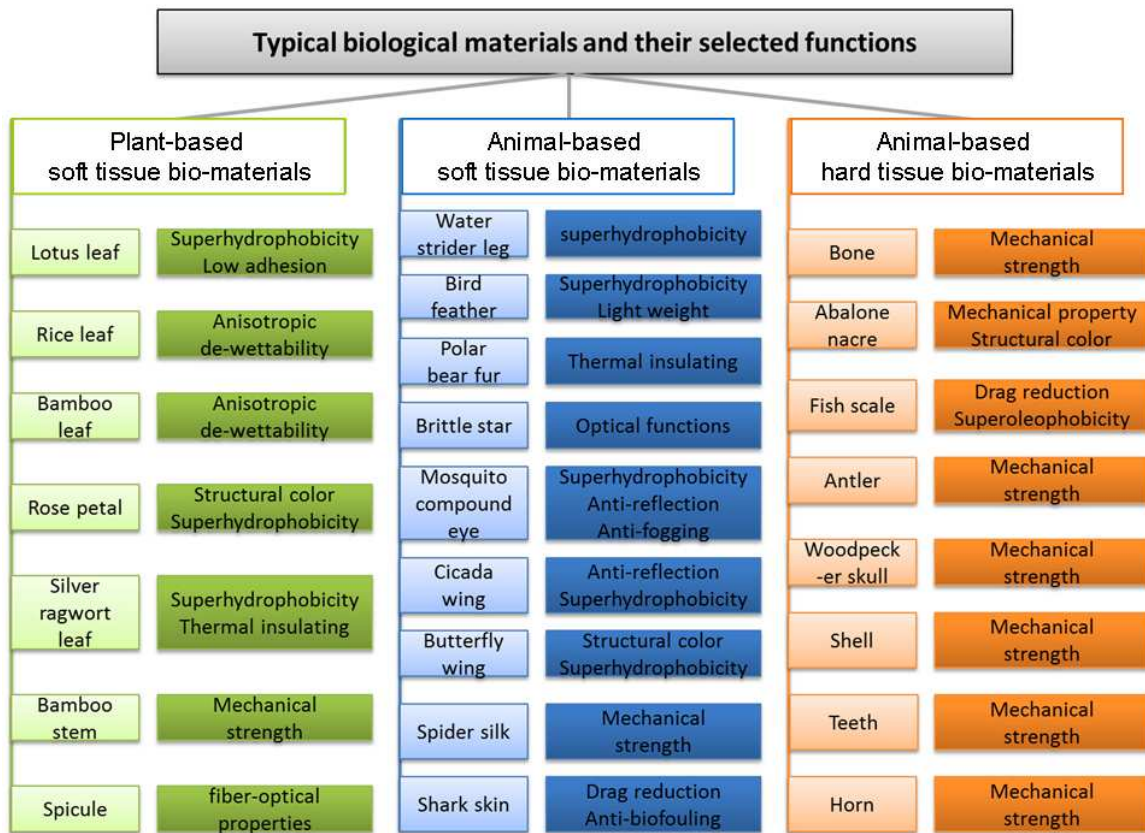 Typical biological materials and their selected functions
Plant-based
soft tissue bio-materials
Lotus leaf
Superhydrophobicity
Low adhesion
Rice leaf
Anisotropic
de-wettability
Bamboo
leaf
Anisotropic
de-wettability
Rose petal
Structural color
Superhydrophobicity
Silver
ragwort
leaf
Superhydrophobicity
Thermal insulating
Bamboo
stem
Mechanical
strength
Spicule
fiber-optical
properties
Animal-based
soft tissue bio-materials
Water
strider leg
superhydrophobicity
Bird
feather
Superhydrophobicity
Light weight
Polar
bear fur
Thermal insulating
Brittle star
Optical functions
Mosquito
compound
eye
Superhydrophobicity
Anti-reflection
Anti-fogging
Cicada
wing
Anti-reflection
Superhydrophobicity
Butterfly
wing
Structural color
Superhydrophobicity
Spider silk
Mechanical
strength
Shark skin
Drag reduction
Anti-biofouling
Animal-based
hard tissue bio-materials
Bone
Mechanical
strength
Abalone
nacre
Mechanical property
Structural color
Fish scale
Drag reduction
Superoleophobicity
Antler
Mechanical
strength
Woodpeck
-er skull
Mechanical
strength
Shell
Mechanical
strength
Teeth
Mechanical
strength
Horn
Mechanical
strength